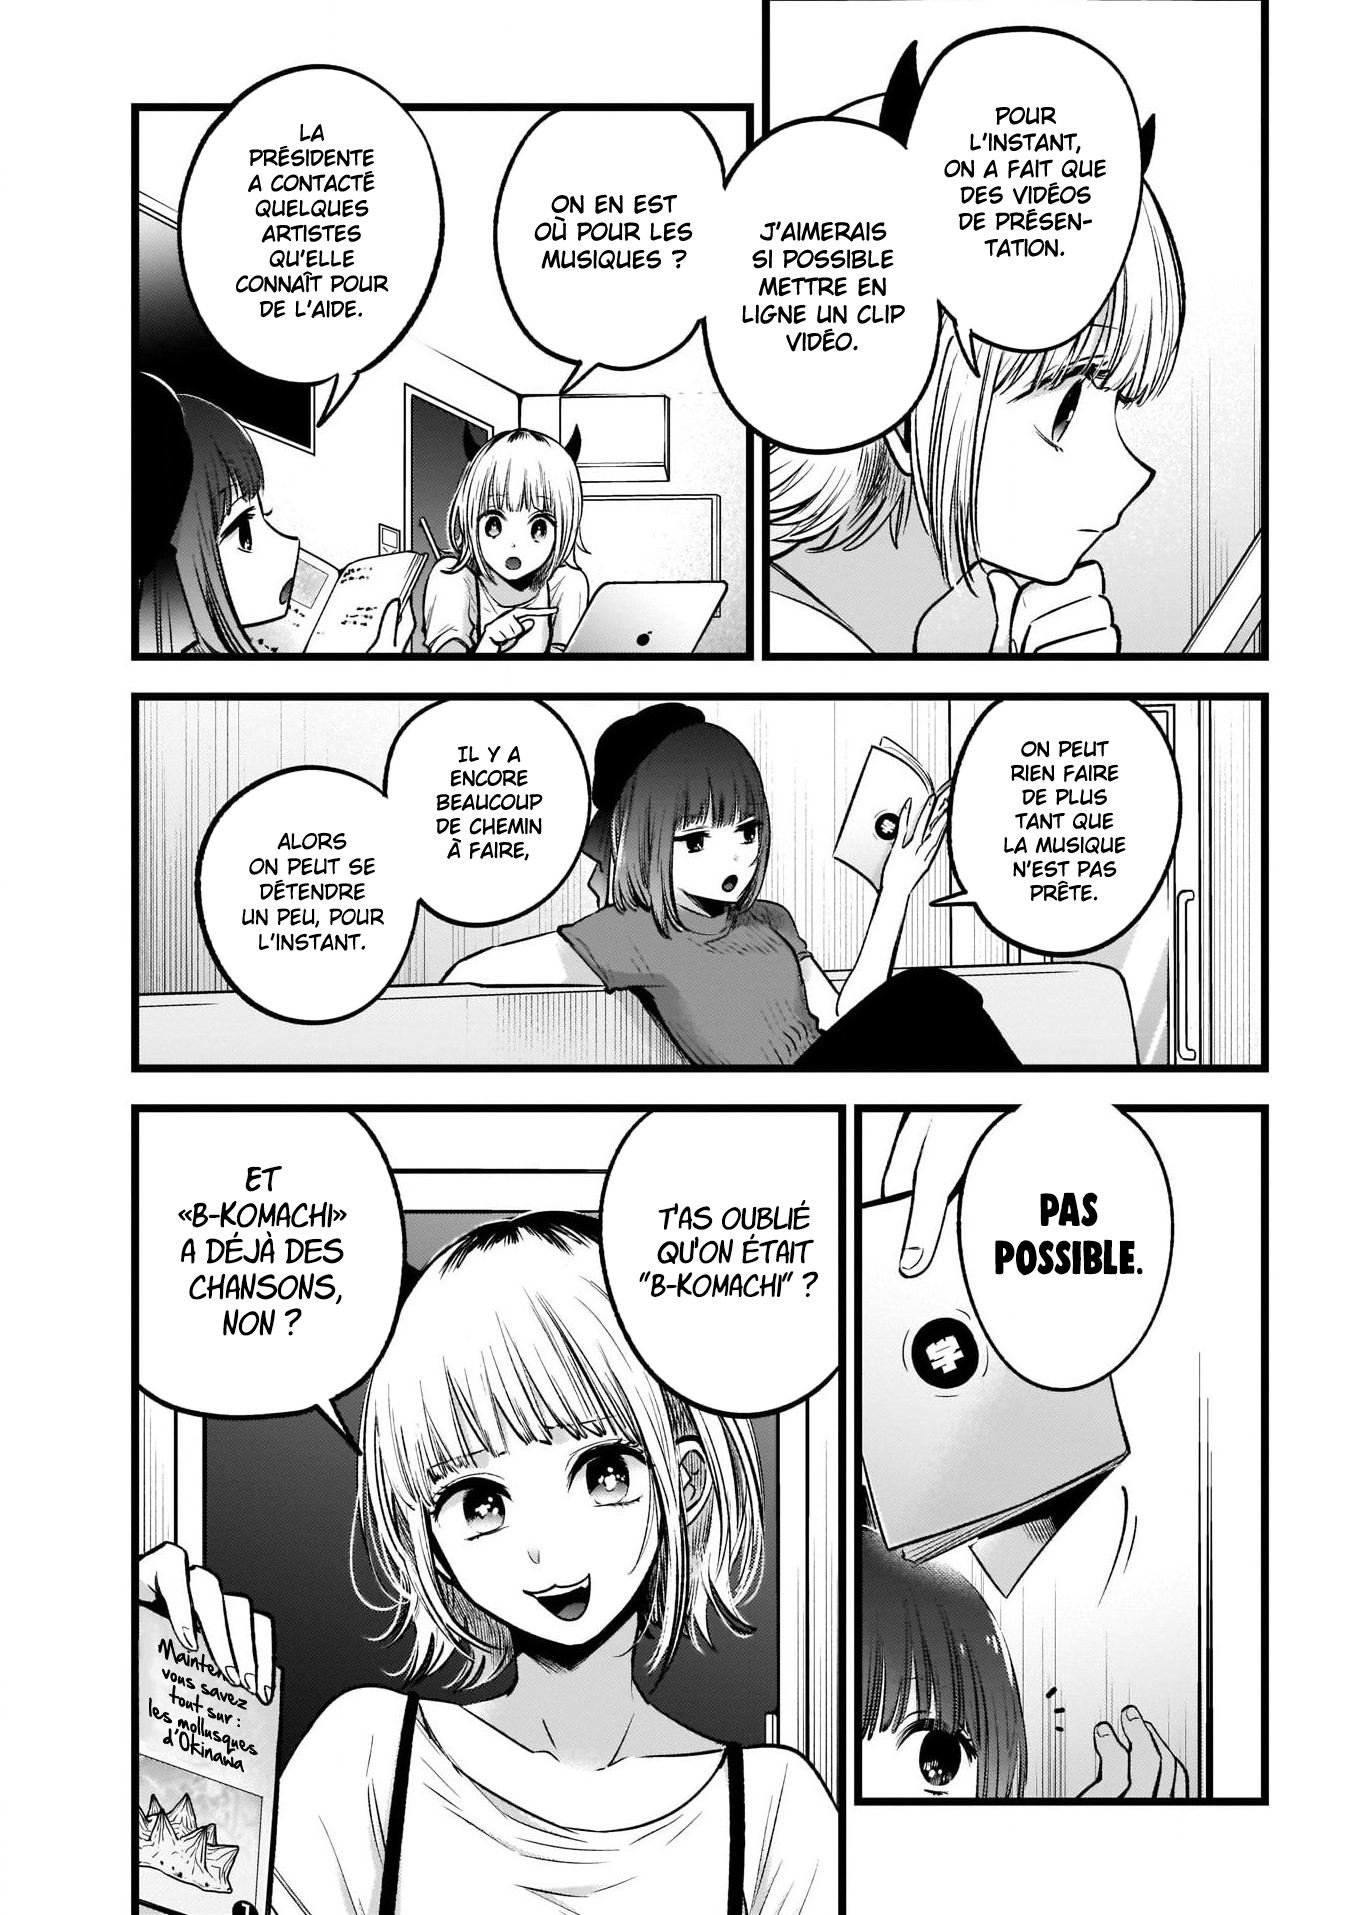 POUR
L'INSTANT,
ON A FAIT QUE
DES VIDÉOS
DE PRÉSEN-
TATION.
J'AIMERAIS
SI POSSIBLE
METTRE EN
LIGNE UN CLIP
VIDÉO.
ON EN EST
OÙ POUR LES
MUSIQUES ?
LA
PRÉSIDENTE
A CONTACTÉ
QUELQUES
ARTISTES
QU'ELLE
CONNAÎT POUR
DE L'AIDE.
ON PEUT
RIEN FAIRE
DE PLUS
TANT QUE
LA MUSIQUE
N'EST PAS
PRÊTE.
IL Y A
ENCORE
BEAUCOUP
DE CHEMIN
À FAIRE,
ALORS
ON PEUT SE
DÉTENDRE
UN PEU, POUR
L'INSTANT.
PAS
POSSIBLE.
T'AS OUBLIÉ
QU'ON ÉTAIT
"B-KOMACHI" ?
ET
«B-KOMACHI»
A DÉJÀ DES
CHANSONS,
NON ?
Mainten
vous savez
tout sur :
les mollusques
d'Okinawa